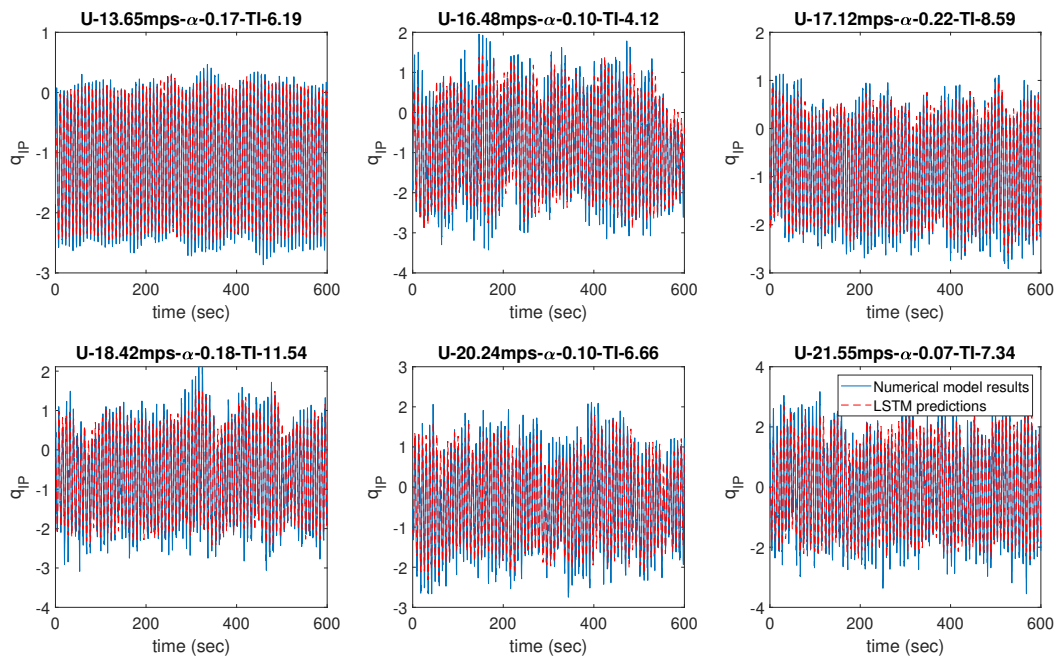 U-13.65mps-α-0.17-TI-6.19
U-16.48mps-α-0.10-TI-4.12
U-17.12mps-α-0.22-TI-8.59
1
0
-1
-2
-3
q_IP
0 200 400 600
time (sec)
2
1
0
-1
-2
-3
-4
q_IP
0 200 400 600
time (sec)
2
1
0
-1
-2
-3
q_IP
0 200 400 600
time (sec)
U-18.42mps-α-0.18-TI-11.54
U-20.24mps-α-0.10-TI-6.66
U-21.55mps-α-0.07-TI-7.34
2
1
0
-1
-2
-3
-4
q_IP
0 200 400 600
time (sec)
3
2
1
0
-1
-2
-3
q_IP
0 200 400 600
time (sec)
4
2
0
-2
-4
q_IP
0 200 400 600
time (sec)
Numerical model results
LSTM predictions